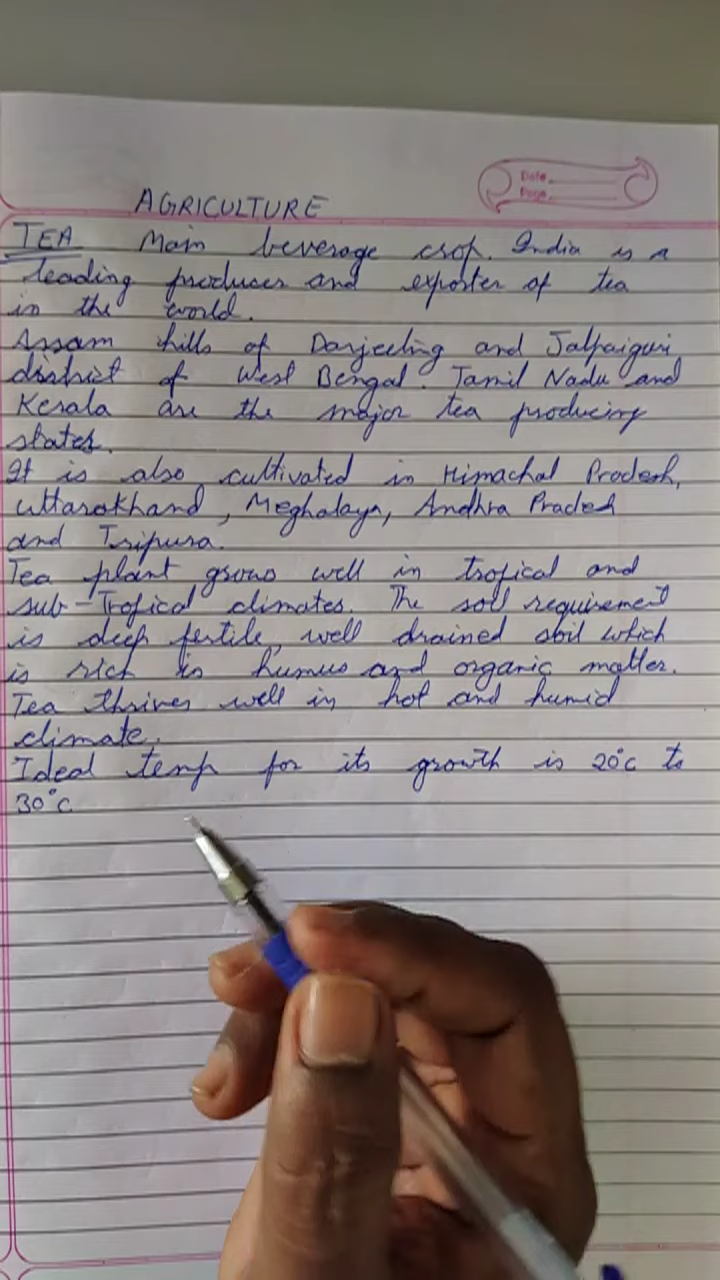 Date
Page
AGRICULTURE
TEA Main beverage crop. India is a
leading producer and exporter of tea
in the world.
Assam hills of Darjeeling and Jalpaiguri
district of West Bengal. Tamil Nadu and
Kerala are the major tea producing
states.
It is also cultivated in Himachal Pradesh,
Uttarakhand, Meghalaya, Andhra Pradesh
and Tripura.
Tea plant grows well in tropical and
sub-Tropical climates. The soil requirement
is deep fertile, well drained soil which
is rich in humus and organic matter.
Tea thrives well in hot and humid
climate.
Ideal temp for its growth is 20°C to
30°C